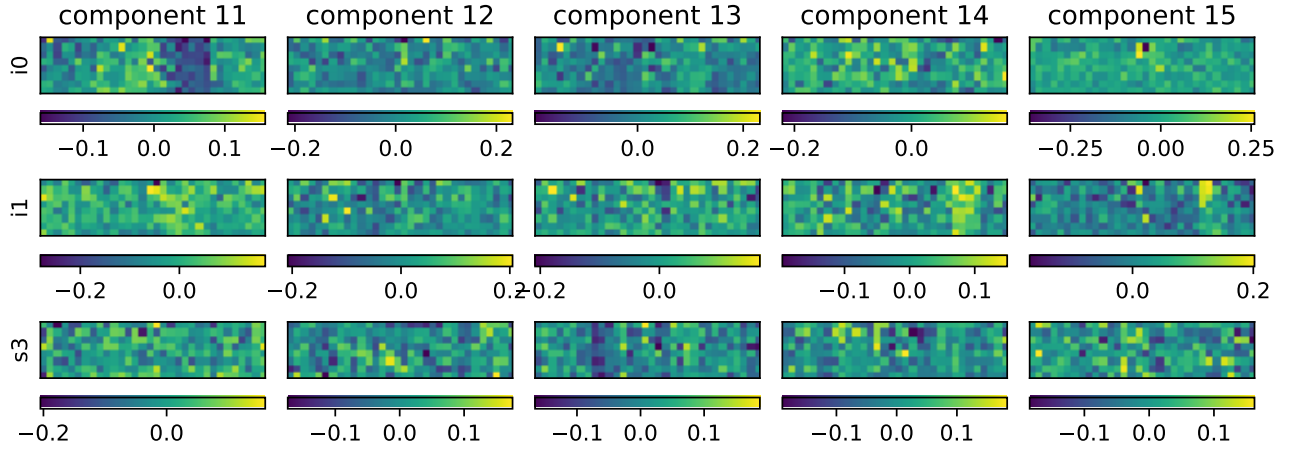 component 11 component 12 component 13 component 14 component 15
i0
−0.1 0.0 0.1 −0.2 0.0 0.2 0.0 0.2 −0.2 0.0 −0.25 0.00 0.25
i1
−0.2 0.0 −0.2 0.0 0.2 −0.2 0.0 −0.1 0.0 0.1 0.0 0.2
s3
−0.2 0.0 −0.1 0.0 0.1 −0.1 0.0 0.1 −0.1 0.0 0.1 −0.1 0.0 0.1